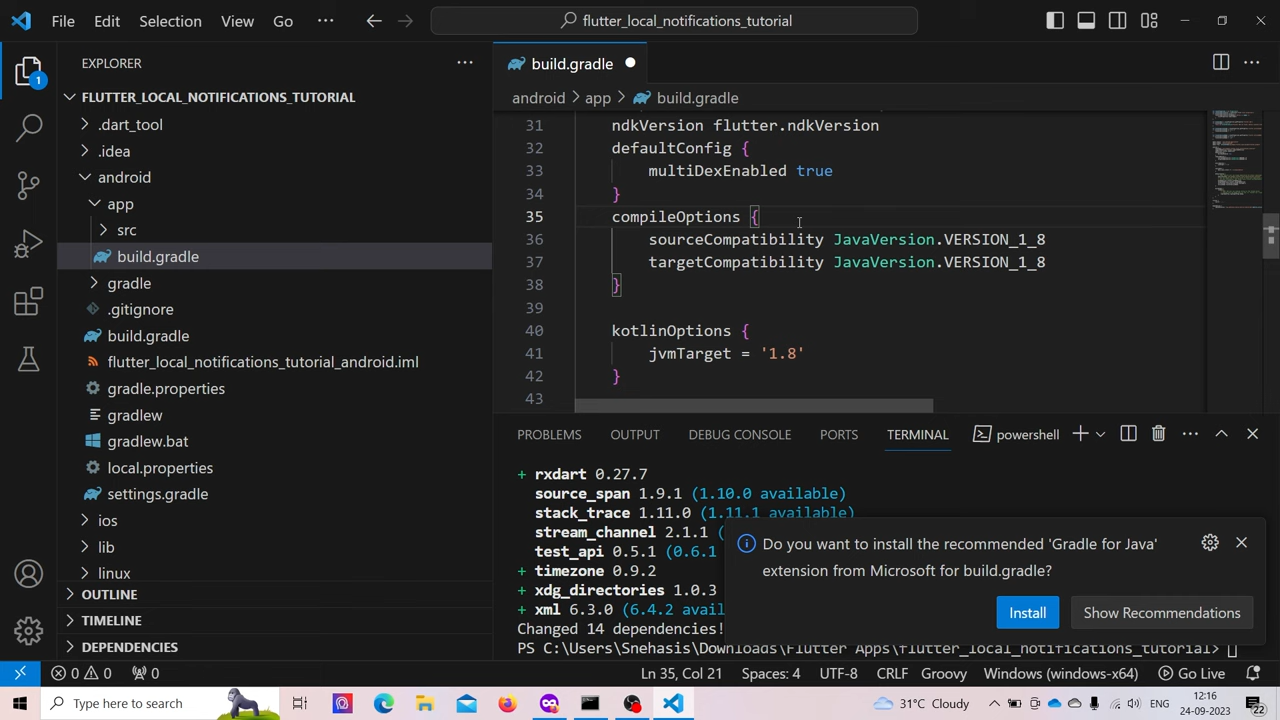 File Edit Selection View Go ··· flutter_local_notifications_tutorial
EXPLORER
FLUTTER_LOCAL_NOTIFICATIONS_TUTORIAL
.dart_tool
.idea
android
app
src
build.gradle
gradle
.gitignore
build.gradle
flutter_local_notifications_tutorial_android.iml
gradle.properties
gradlew
gradlew.bat
local.properties
settings.gradle
ios
lib
linux
OUTLINE
TIMELINE
DEPENDENCIES
1
build.gradle
android > app > build.gradle
31 ndkVersion flutter.ndkVersion
32 defaultConfig {
33 multiDexEnabled true
34 }
35 compileOptions {
36 sourceCompatibility JavaVersion.VERSION_1_8
37 targetCompatibility JavaVersion.VERSION_1_8
38 }
39
40 kotlinOptions {
41 jvmTarget = '1.8'
42 }
43
PROBLEMS OUTPUT DEBUG CONSOLE PORTS TERMINAL powershell
+ rxdart 0.27.7
source_span 1.9.1 (1.10.0 available)
stack_trace 1.11.0 (1.11.1 available)
stream_channel 2.1.1 (
test_api 0.5.1 (0.6.1
+ timezone 0.9.2
+ xdg_directories 1.0.3
+ xml 6.3.0 (6.4.2 avail
Changed 14 dependencies!
PS C:\Users\Snehasis\Downloads\Flutter Apps\flutter_local_notifications_tutorial>
Do you want to install the recommended 'Gradle for Java'
extension from Microsoft for build.gradle?
Install Show Recommendations
0 0 0 Ln 35, Col 21 Spaces: 4 UTF-8 CRLF Groovy Windows (windows-x64) Go Live
Type here to search 31°C Cloudy 12:16
24-09-2023
22